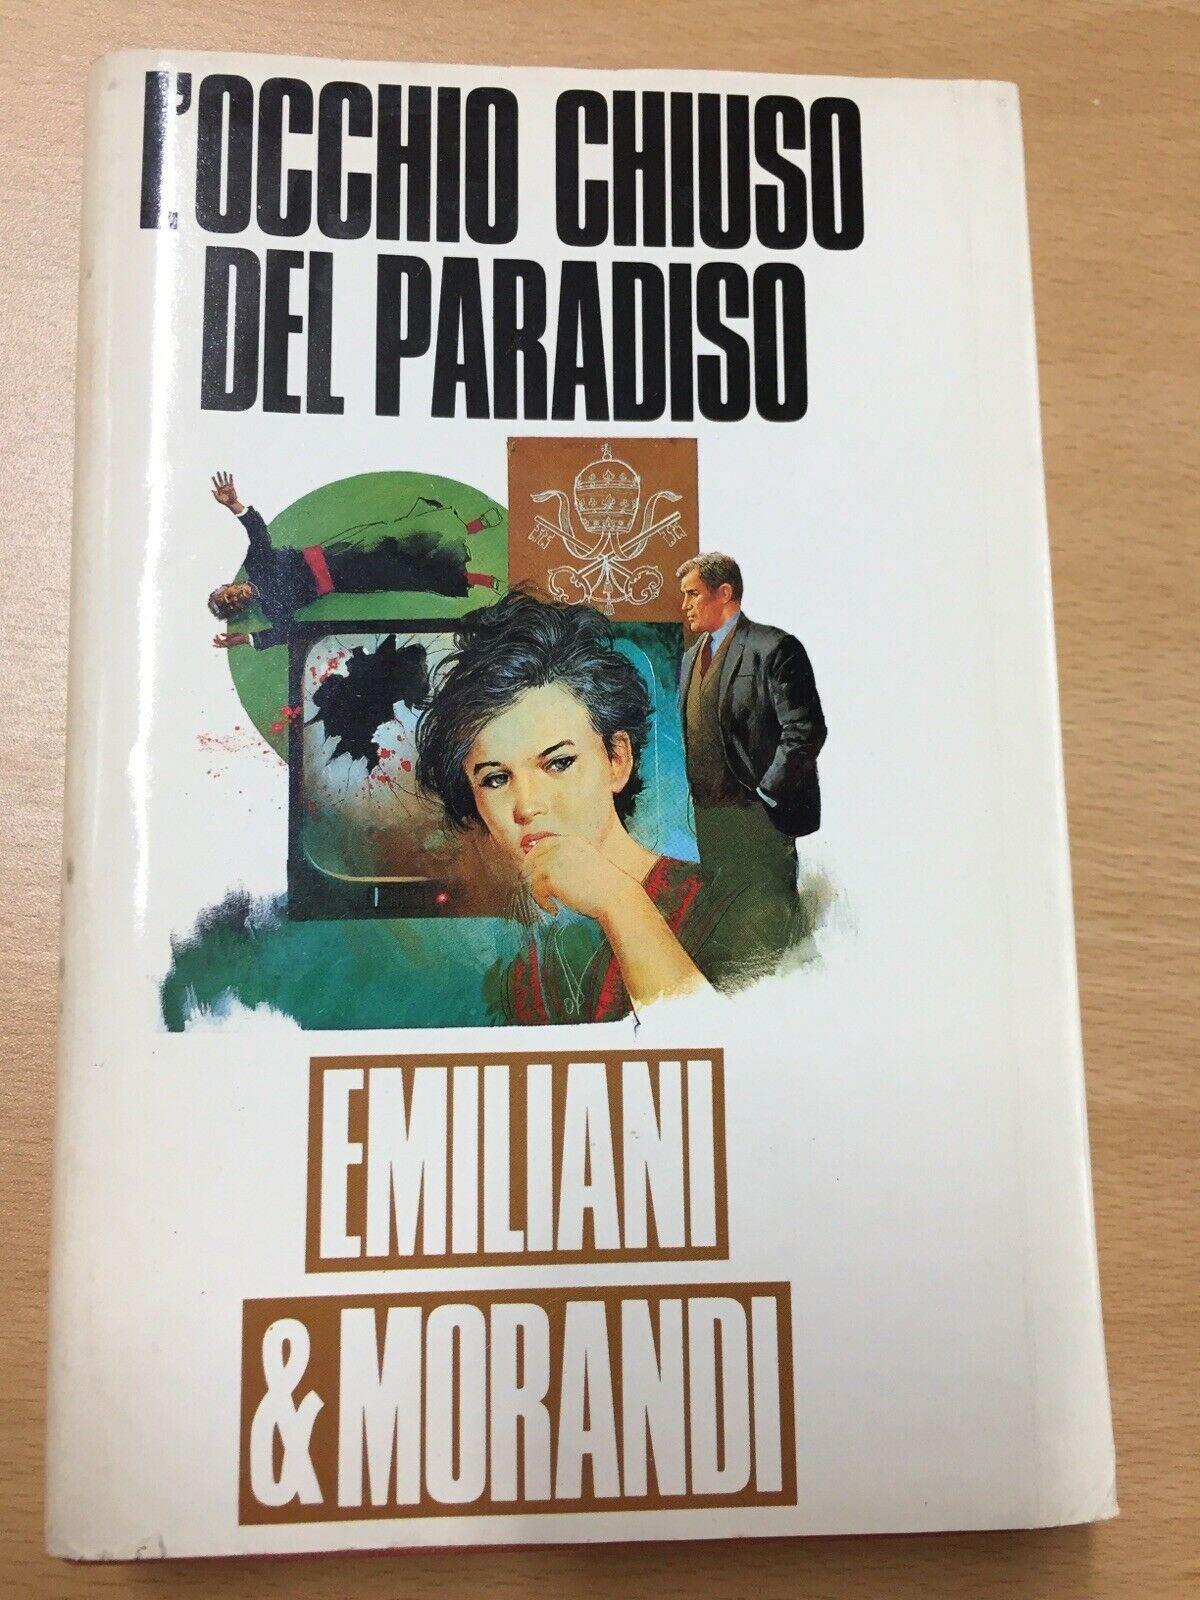 L'OCCHIO CHIUSO
DEL PARADISO
EMILIANI
& MORANDI